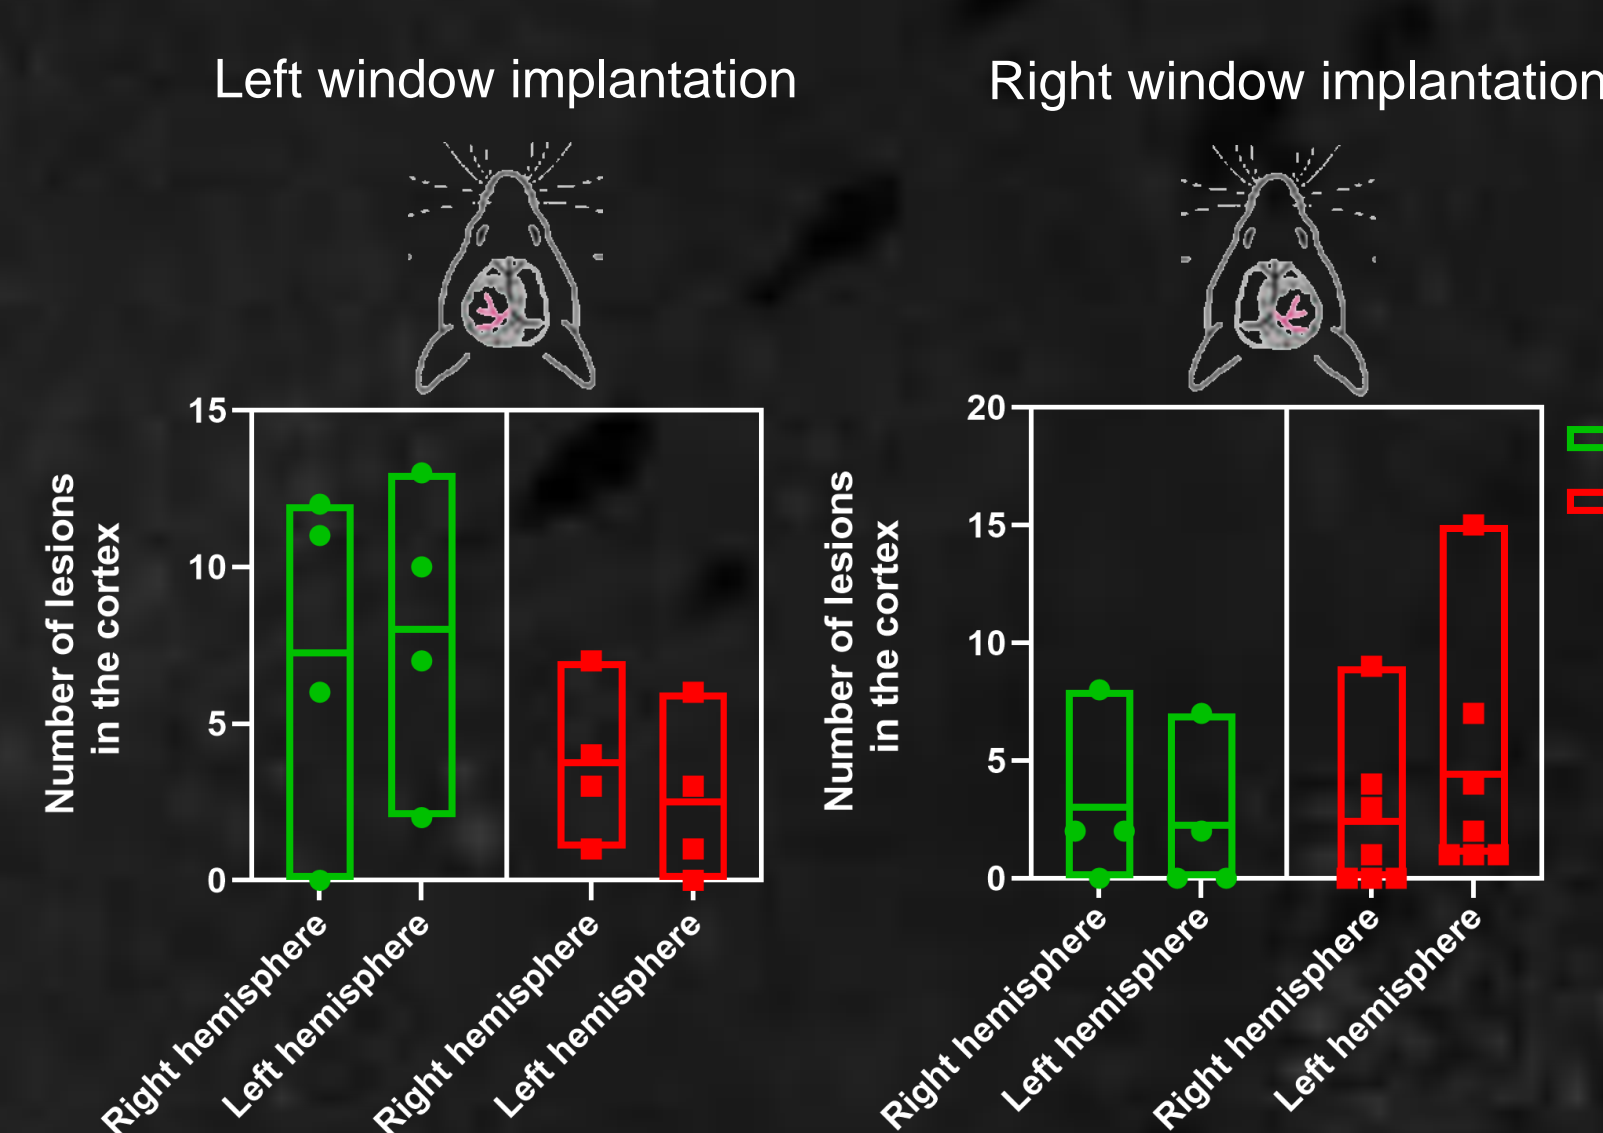 Left window implantation
Number of lesions
in the cortex
15
10
5
0
Right hemisphere
Left hemisphere
Right hemisphere
Left hemisphere
Right window implantation
Number of lesions
in the cortex
20
15
10
5
0
Right hemisphere
Left hemisphere
Right hemisphere
Left hemisphere